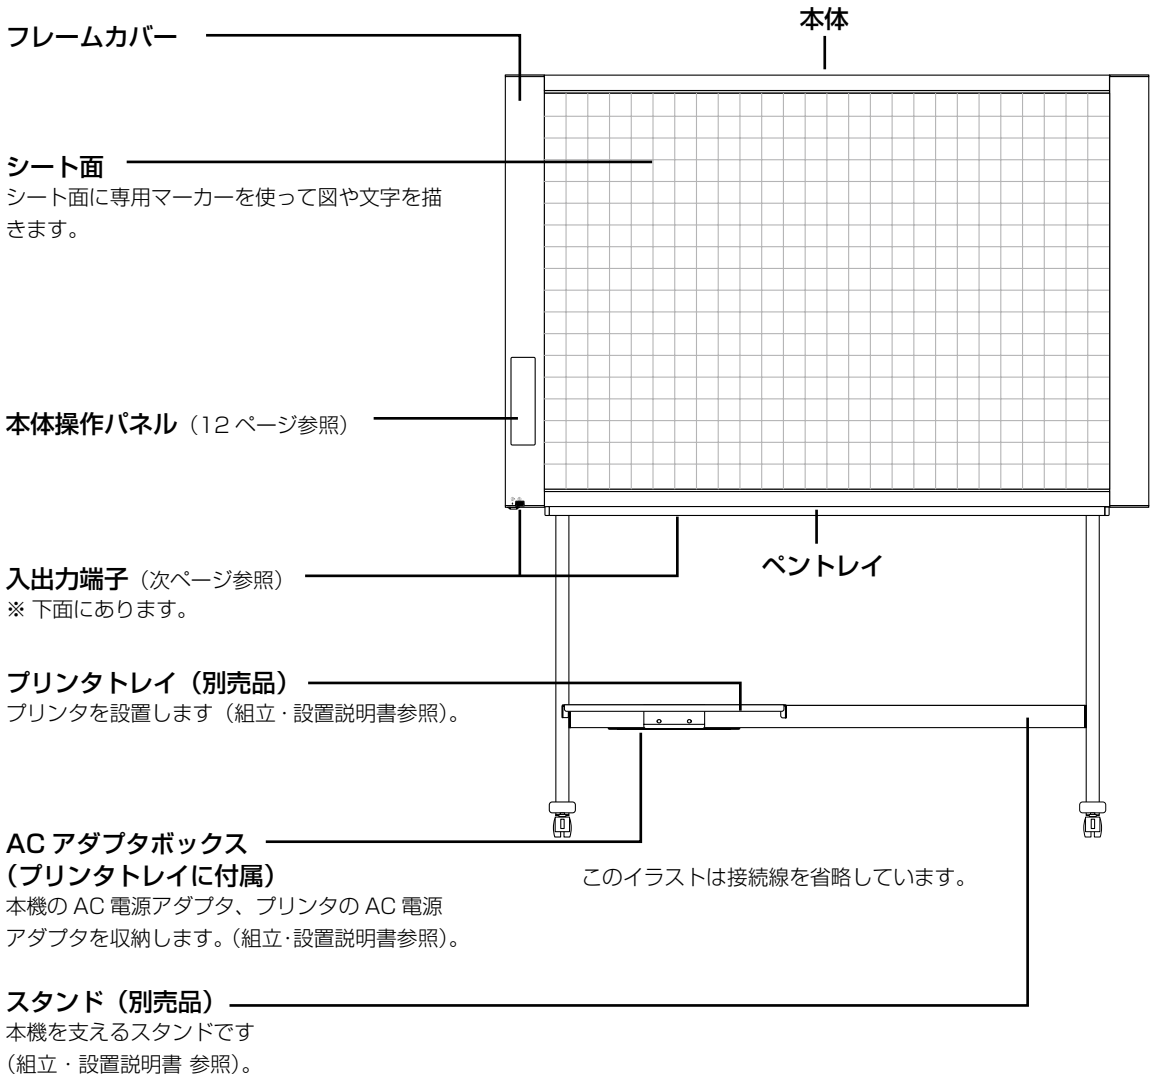 本体
フレームカバー
シート面
シート面に専用マーカーを使って図や文字を描
きます。
本体操作パネル（12 ページ参照）
ペントレイ
入出力端子（次ページ参照）
※ 下面にあります。
プリンタトレイ（別売品）
プリンタを設置します（組立・設置説明書参照）。
AC アダプタボックス
（プリンタトレイに付属）
本機の AC 電源アダプタ、プリンタの AC 電源
アダプタを収納します。（組立・設置説明書参照）。
このイラストは接続線を省略しています。
スタンド（別売品）
本機を支えるスタンドです
（組立・設置説明書 参照）。